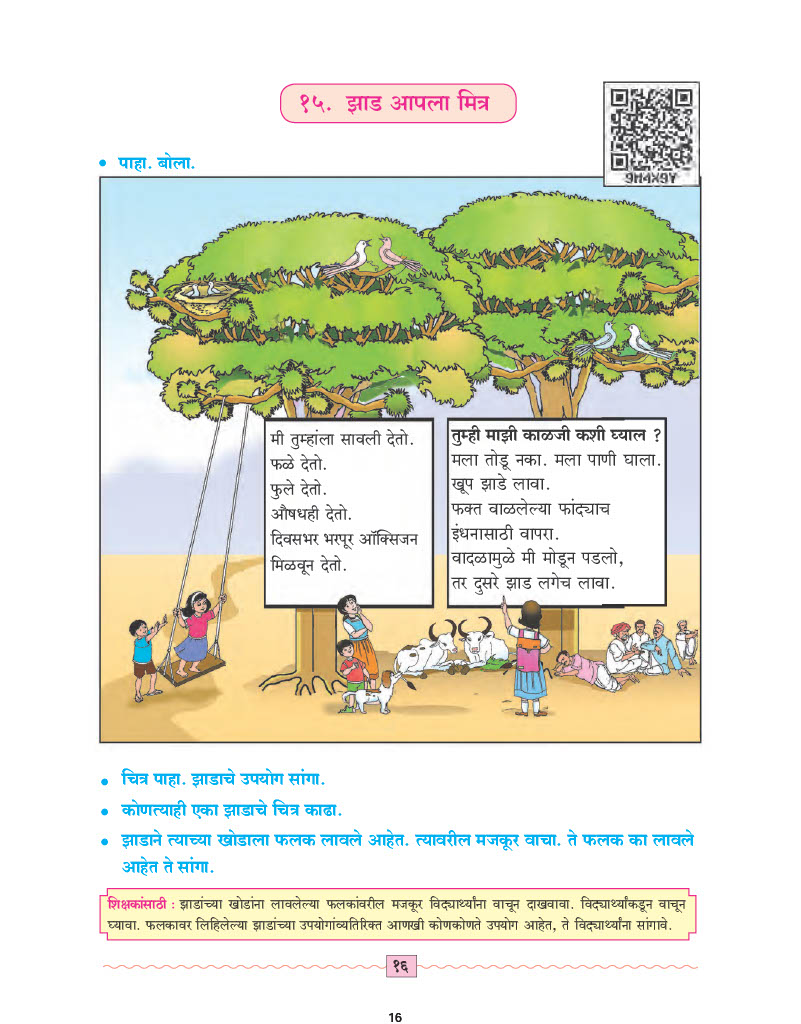 १५. झाड आपला मित्र
9H4X9Y
• पाहा. बोला.
मी तुम्हांला सावली देतो.
फळे देतो.
फुले देतो.
औषधही देतो.
दिवसभर भरपूर ऑक्सिजन
मिळवून देतो.
तुम्ही माझी काळजी कशी घ्याल ?
मला तोडू नका. मला पाणी घाला.
खूप झाडे लावा.
फक्त वाळलेल्या फांद्याच
इंधनासाठी वापरा.
वादळामुळे मी मोडून पडलो,
तर दुसरे झाड लगेच लावा.
• चित्र पाहा. झाडाचे उपयोग सांगा.
• कोणत्याही एका झाडाचे चित्र काढा.
• झाडाने त्याच्या खोडाला फलक लावले आहेत. त्यावरील मजकूर वाचा. ते फलक का लावले
आहेत ते सांगा.
शिक्षकांसाठी : झाडांच्या खोडांना लावलेल्या फलकांवरील मजकूर विद्यार्थ्यांना वाचून दाखवावा. विद्यार्थ्यांकडून वाचून
घ्यावा. फलकावर लिहिलेल्या झाडांच्या उपयोगांव्यतिरिक्त आणखी कोणकोणते उपयोग आहेत, ते विद्यार्थ्यांना सांगावे.
१६
16